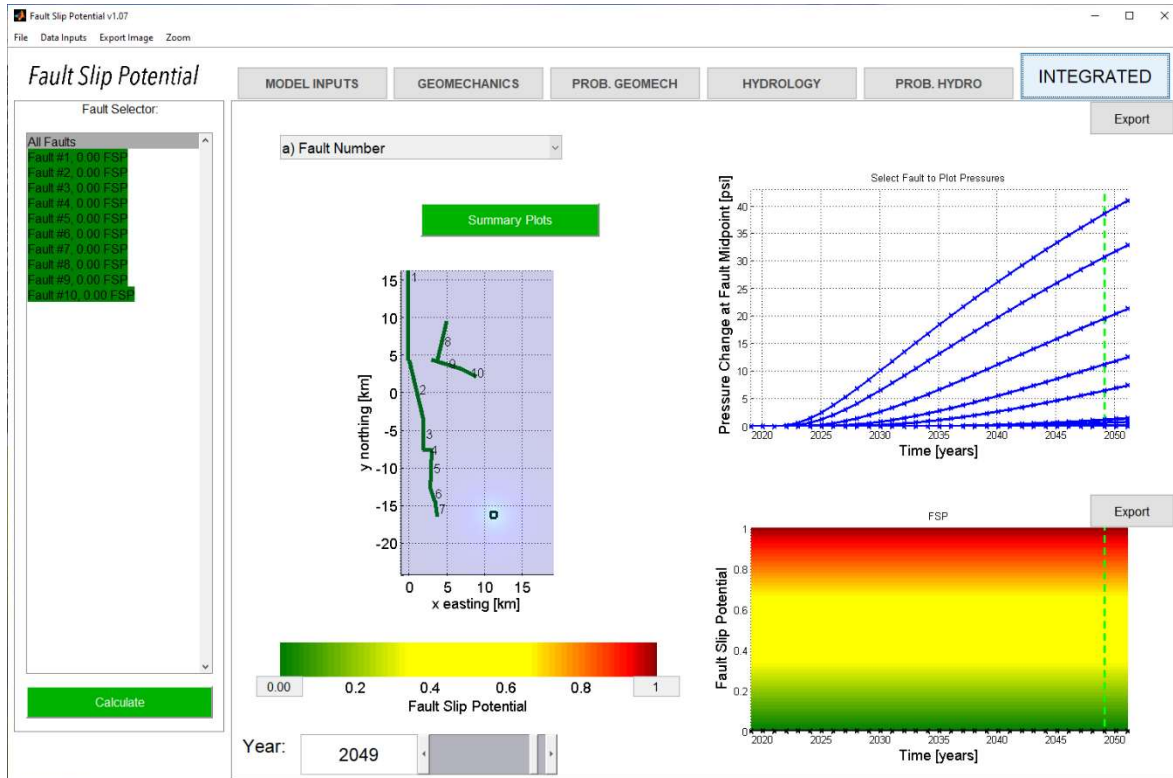 Fault Slip Potential v1.07
File Data Inputs Export Image Zoom
Fault Slip Potential
MODEL INPUTS
GEOMECHANICS
PROB. GEOMECH
HYDROLOGY
PROB. HYDRO
INTEGRATED
Fault Selector:
All Faults
Fault #1, 0.00 FSP
Fault #2, 0.00 FSP
Fault #3, 0.00 FSP
Fault #4, 0.00 FSP
Fault #5, 0.00 FSP
Fault #6, 0.00 FSP
Fault #7, 0.00 FSP
Fault #8, 0.00 FSP
Fault #9, 0.00 FSP
Fault #10, 0.00 FSP
Calculate
a) Fault Number
Summary Plots
15
10
5
0
-5
-10
-15
-20
y northing [km]
1
2
3
4
5
6
7
8
9
10
0 5 10 15
x easting [km]
0.00 0.2 0.4 0.6 0.8 1
Fault Slip Potential
Year:
2049
Export
Select Fault to Plot Pressures
Pressure Change at Fault Midpoint [psi]
40
35
30
25
20
15
10
5
0
2020 2025 2030 2035 2040 2045 2050
Time [years]
Export
FSP
Fault Slip Potential
1
0.8
0.6
0.4
0.2
0
2020 2025 2030 2035 2040 2045 2050
Time [years]